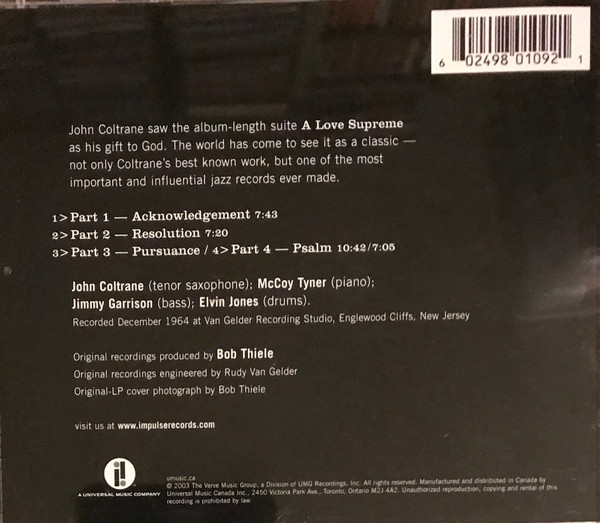 6 02498 01092 1
John Coltrane saw the album-length suite A Love Supreme
as his gift to God. The world has come to see it as a classic —
not only Coltrane's best known work, but one of the most
important and influential jazz records ever made.
1> Part 1 — Acknowledgement 7:43
2> Part 2 — Resolution 7:20
3> Part 3 — Pursuance / 4> Part 4 — Psalm 10:42/7:05
John Coltrane (tenor saxophone); McCoy Tyner (piano);
Jimmy Garrison (bass); Elvin Jones (drums).
Recorded December 1964 at Van Gelder Recording Studio, Englewood Cliffs, New Jersey
Original recordings produced by Bob Thiele
Original recordings engineered by Rudy Van Gelder
Original-LP cover photograph by Bob Thiele
visit us at www.impulserecords.com
i!
A UNIVERSAL MUSIC COMPANY
umusic.ca
© 2003 The Verve Music Group, a Division of UMG Recordings, Inc. All rights reserved. Manufactured and distributed in Canada by
Universal Music Canada Inc., 2450 Victoria Park Ave., Toronto, Ontario M2J 4A2. Unauthorized reproduction, copying and rental of this
recording is prohibited by law.